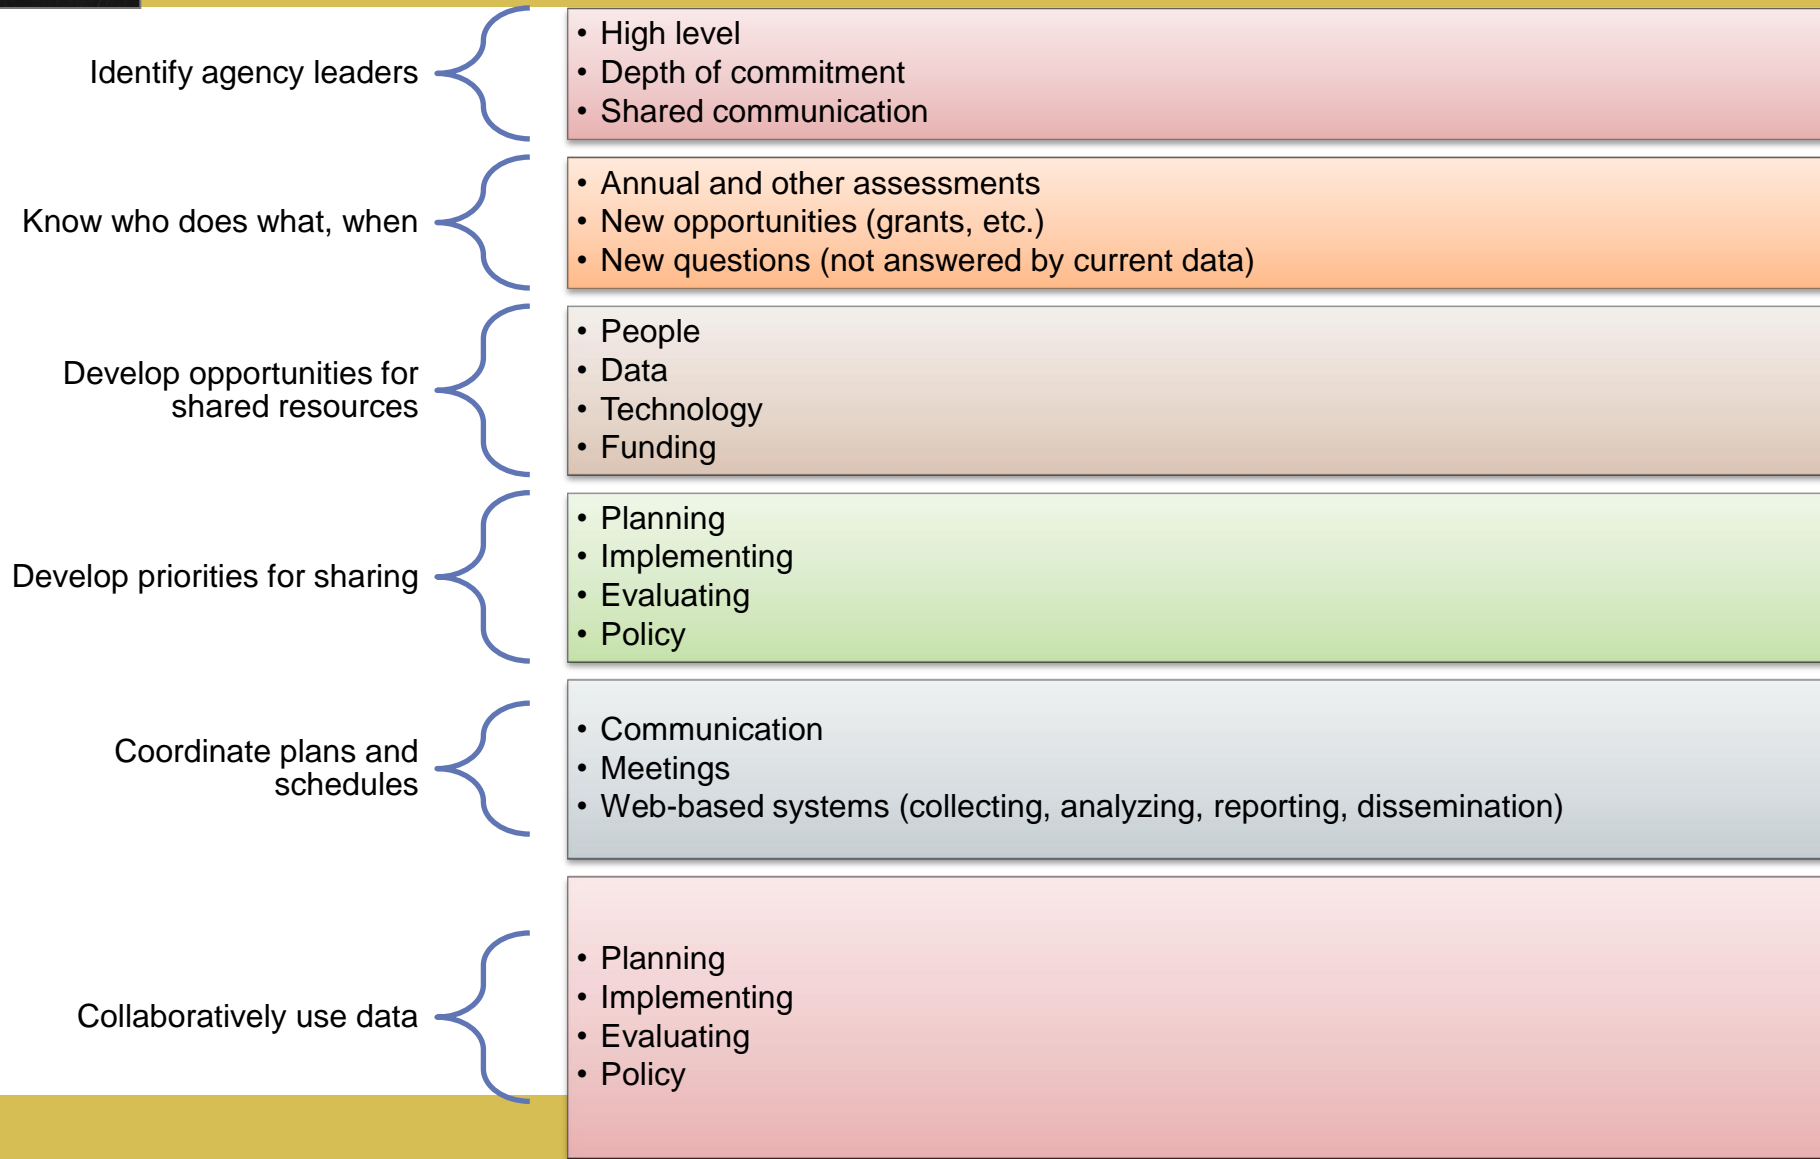 Identify agency leaders
• High level
• Depth of commitment
• Shared communication
Know who does what, when
• Annual and other assessments
• New opportunities (grants, etc.)
• New questions (not answered by current data)
Develop opportunities for
shared resources
• People
• Data
• Technology
• Funding
Develop priorities for sharing
• Planning
• Implementing
• Evaluating
• Policy
Coordinate plans and
schedules
• Communication
• Meetings
• Web-based systems (collecting, analyzing, reporting, dissemination)
Collaboratively use data
• Planning
• Implementing
• Evaluating
• Policy